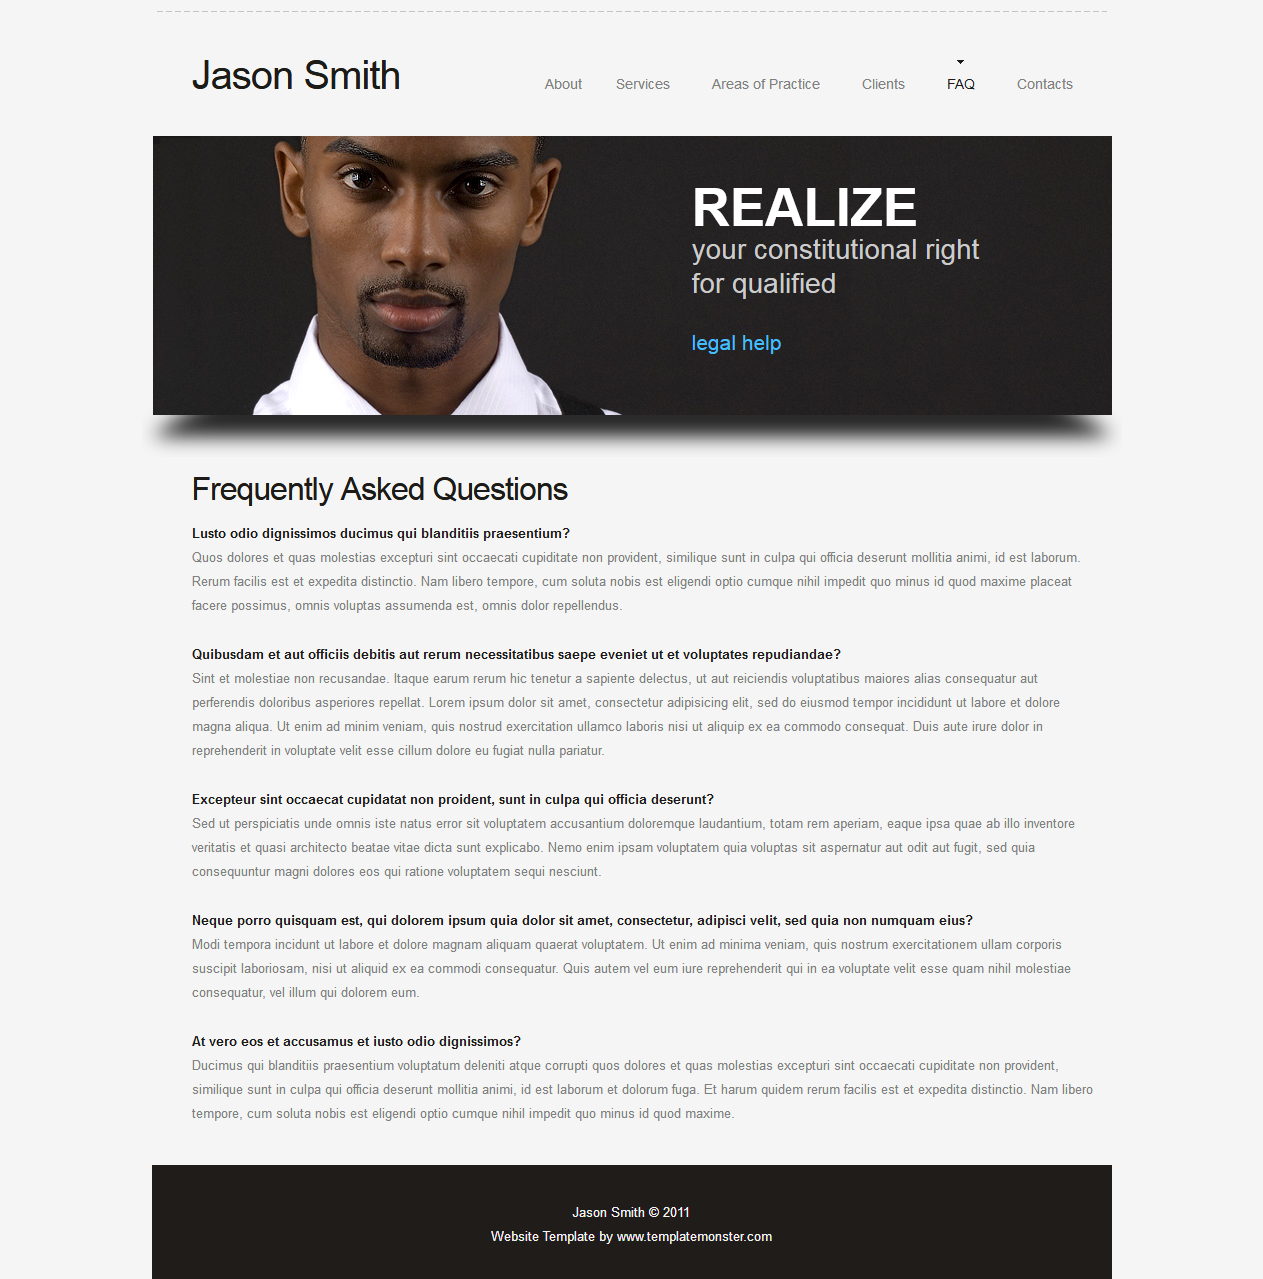 Jason Smith
About Services Areas of Practice Clients FAQ Contacts
REALIZE
your constitutional right
for qualified
legal help
Frequently Asked Questions
Lusto odio dignissimos ducimus qui blanditiis praesentium?
Quos dolores et quas molestias excepturi sint occaecati cupiditate non provident, similique sunt in culpa qui officia deserunt mollitia animi, id est laborum.
Rerum facilis est et expedita distinctio. Nam libero tempore, cum soluta nobis est eligendi optio cumque nihil impedit quo minus id quod maxime placeat
facere possimus, omnis voluptas assumenda est, omnis dolor repellendus.
Quibusdam et aut officiis debitis aut rerum necessitatibus saepe eveniet ut et voluptates repudiandae?
Sint et molestiae non recusandae. Itaque earum rerum hic tenetur a sapiente delectus, ut aut reiciendis voluptatibus maiores alias consequatur aut
perferendis doloribus asperiores repellat. Lorem ipsum dolor sit amet, consectetur adipisicing elit, sed do eiusmod tempor incididunt ut labore et dolore
magna aliqua. Ut enim ad minim veniam, quis nostrud exercitation ullamco laboris nisi ut aliquip ex ea commodo consequat. Duis aute irure dolor in
reprehenderit in voluptate velit esse cillum dolore eu fugiat nulla pariatur.
Excepteur sint occaecat cupidatat non proident, sunt in culpa qui officia deserunt?
Sed ut perspiciatis unde omnis iste natus error sit voluptatem accusantium doloremque laudantium, totam rem aperiam, eaque ipsa quae ab illo inventore
veritatis et quasi architecto beatae vitae dicta sunt explicabo. Nemo enim ipsam voluptatem quia voluptas sit aspernatur aut odit aut fugit, sed quia
consequuntur magni dolores eos qui ratione voluptatem sequi nesciunt.
Neque porro quisquam est, qui dolorem ipsum quia dolor sit amet, consectetur, adipisci velit, sed quia non numquam eius?
Modi tempora incidunt ut labore et dolore magnam aliquam quaerat voluptatem. Ut enim ad minima veniam, quis nostrum exercitationem ullam corporis
suscipit laboriosam, nisi ut aliquid ex ea commodi consequatur. Quis autem vel eum iure reprehenderit qui in ea voluptate velit esse quam nihil molestiae
consequatur, vel illum qui dolorem eum.
At vero eos et accusamus et iusto odio dignissimos?
Ducimus qui blanditiis praesentium voluptatum deleniti atque corrupti quos dolores et quas molestias excepturi sint occaecati cupiditate non provident,
similique sunt in culpa qui officia deserunt mollitia animi, id est laborum et dolorum fuga. Et harum quidem rerum facilis est et expedita distinctio. Nam libero
tempore, cum soluta nobis est eligendi optio cumque nihil impedit quo minus id quod maxime.
Jason Smith © 2011
Website Template by www.templatemonster.com